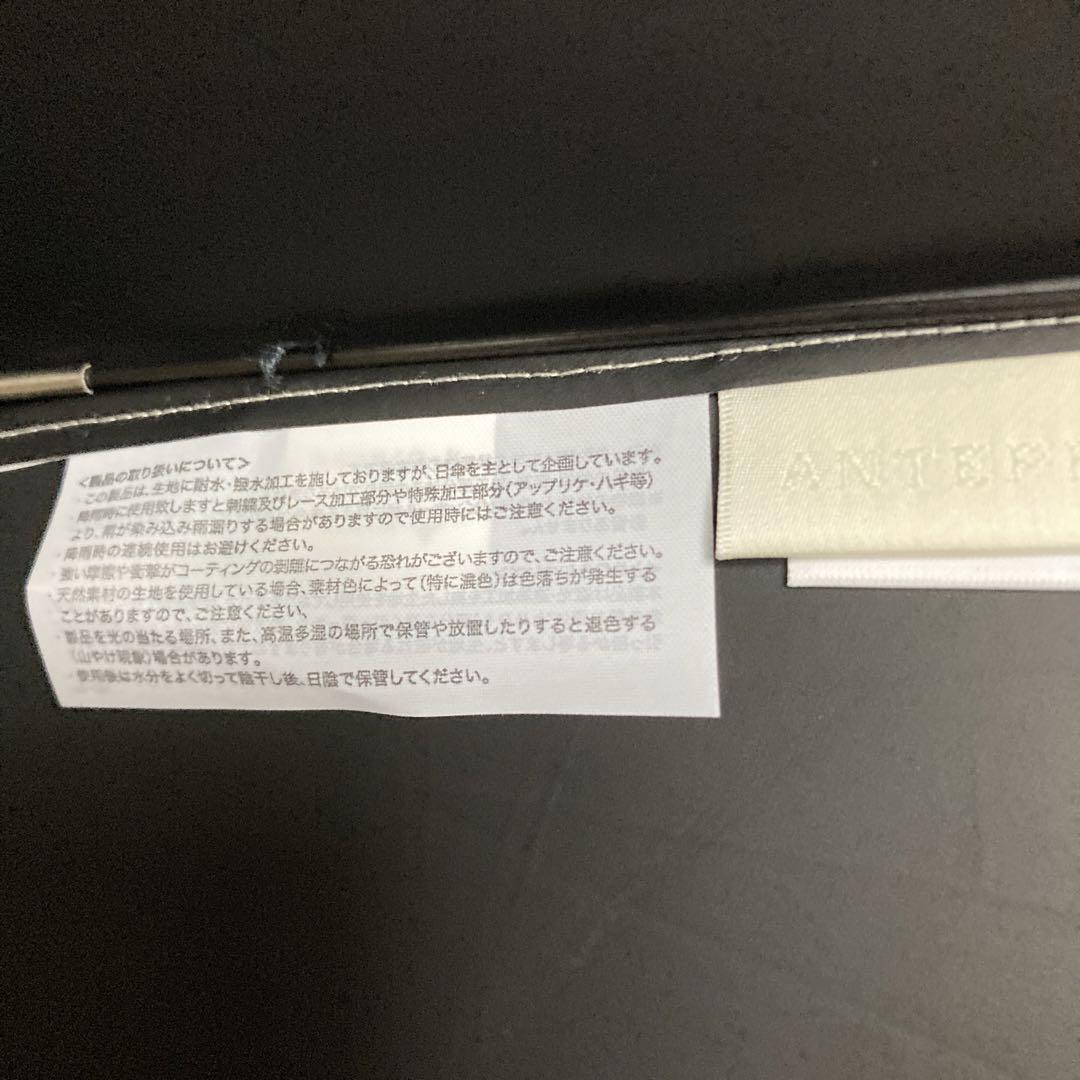 <製品の取り扱いについて>
・この製品は、生地に耐水・撥水加工を施しておりますが、日傘を主として企画しています。
・降雨時に使用致しますと刺繍及びレース加工部分や特殊加工部分(アップリケ・ハギ等)
より、雨が染み込み雨漏りする場合がありますので使用時にはご注意ください。
・降雨時の連続使用はお避けください。
・強い摩擦や衝撃がコーティングの剥離につながる恐れがございますので、ご注意ください。
・天然素材の生地を使用している場合、素材色によって(特に濃色)は色落ちが発生する
ことがありますので、ご注意ください、
・部品を光の当たる場所、また、高温多湿の場所で保管や放置したりすると退色する
(山やけ現象)場合があります。
・使用後は水分をよく切って陰干し後、日陰で保管してください。
ANTEPR